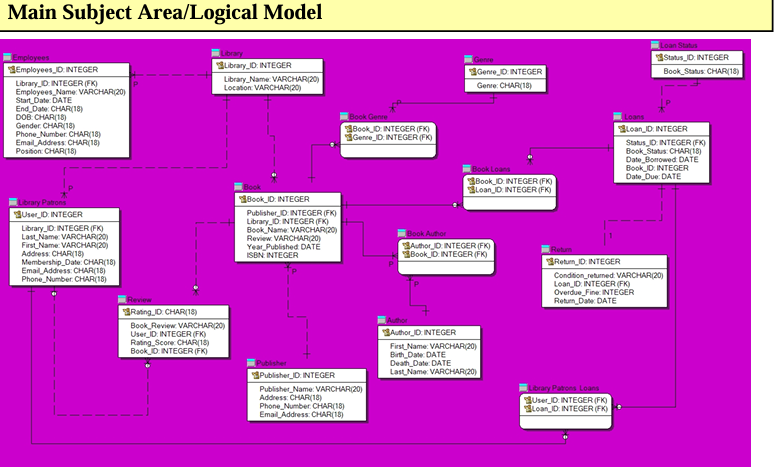 Main Subject Area/Logical Model
Employees
Employees_ID: INTEGER
Library_ID: INTEGER (FK)
Employees_Name: VARCHAR(20)
Start_Date: DATE
End_Date: CHAR(18)
DOB: CHAR(18)
Gender: CHAR(18)
Phone_Number: CHAR(18)
Email_Address: CHAR(18)
Position: CHAR(18)
P
Library
Library_ID: INTEGER
Library_Name: VARCHAR(20)
Location: VARCHAR(20)
Genre
Genre_ID: INTEGER
Genre: CHAR(18)
P
Loan Status
Status_ID: INTEGER
Book_Status: CHAR(18)
P
Book Genre
Book_ID: INTEGER (FK)
Genre_ID: INTEGER (FK)
Loans
Loan_ID: INTEGER
Status_ID: INTEGER (FK)
Book_Status: CHAR(18)
Date_Borrowed: DATE
Book_ID: INTEGER
Date_Due: DATE
Book Loans
Book_ID: INTEGER (FK)
Loan_ID: INTEGER (FK)
P
Library Patrons
User_ID: INTEGER
Library_ID: INTEGER (FK)
Last_Name: VARCHAR(20)
First_Name: VARCHAR(20)
Address: CHAR(18)
Membership_Date: CHAR(18)
Email_Address: CHAR(18)
Phone_Number: CHAR(18)
Book
Book_ID: INTEGER
Publisher_ID: INTEGER (FK)
Library_ID: INTEGER (FK)
Book_Name: VARCHAR(20)
Review: VARCHAR(20)
Year_Published: DATE
ISBN: INTEGER
P
Book Author
Author_ID: INTEGER (FK)
Book_ID: INTEGER (FK)
P
P
Return
Return_ID: INTEGER
Condition_returned: VARCHAR(20)
Loan_ID: INTEGER (FK)
Overdue_Fine: INTEGER
Return_Date: DATE
Review
Rating_ID: CHAR(18)
Book_Review: VARCHAR(20)
User_ID: INTEGER (FK)
Rating_Score: CHAR(18)
Book_ID: INTEGER (FK)
Author
Author_ID: INTEGER
First_Name: VARCHAR(20)
Birth_Date: DATE
Death_Date: DATE
Last_Name: VARCHAR(20)
Publisher
Publisher_ID: INTEGER
Publisher_Name: VARCHAR(20)
Address: CHAR(18)
Phone_Number: CHAR(18)
Email_Address: CHAR(18)
Library Patrons Loans
User_ID: INTEGER (FK)
Loan_ID: INTEGER (FK)